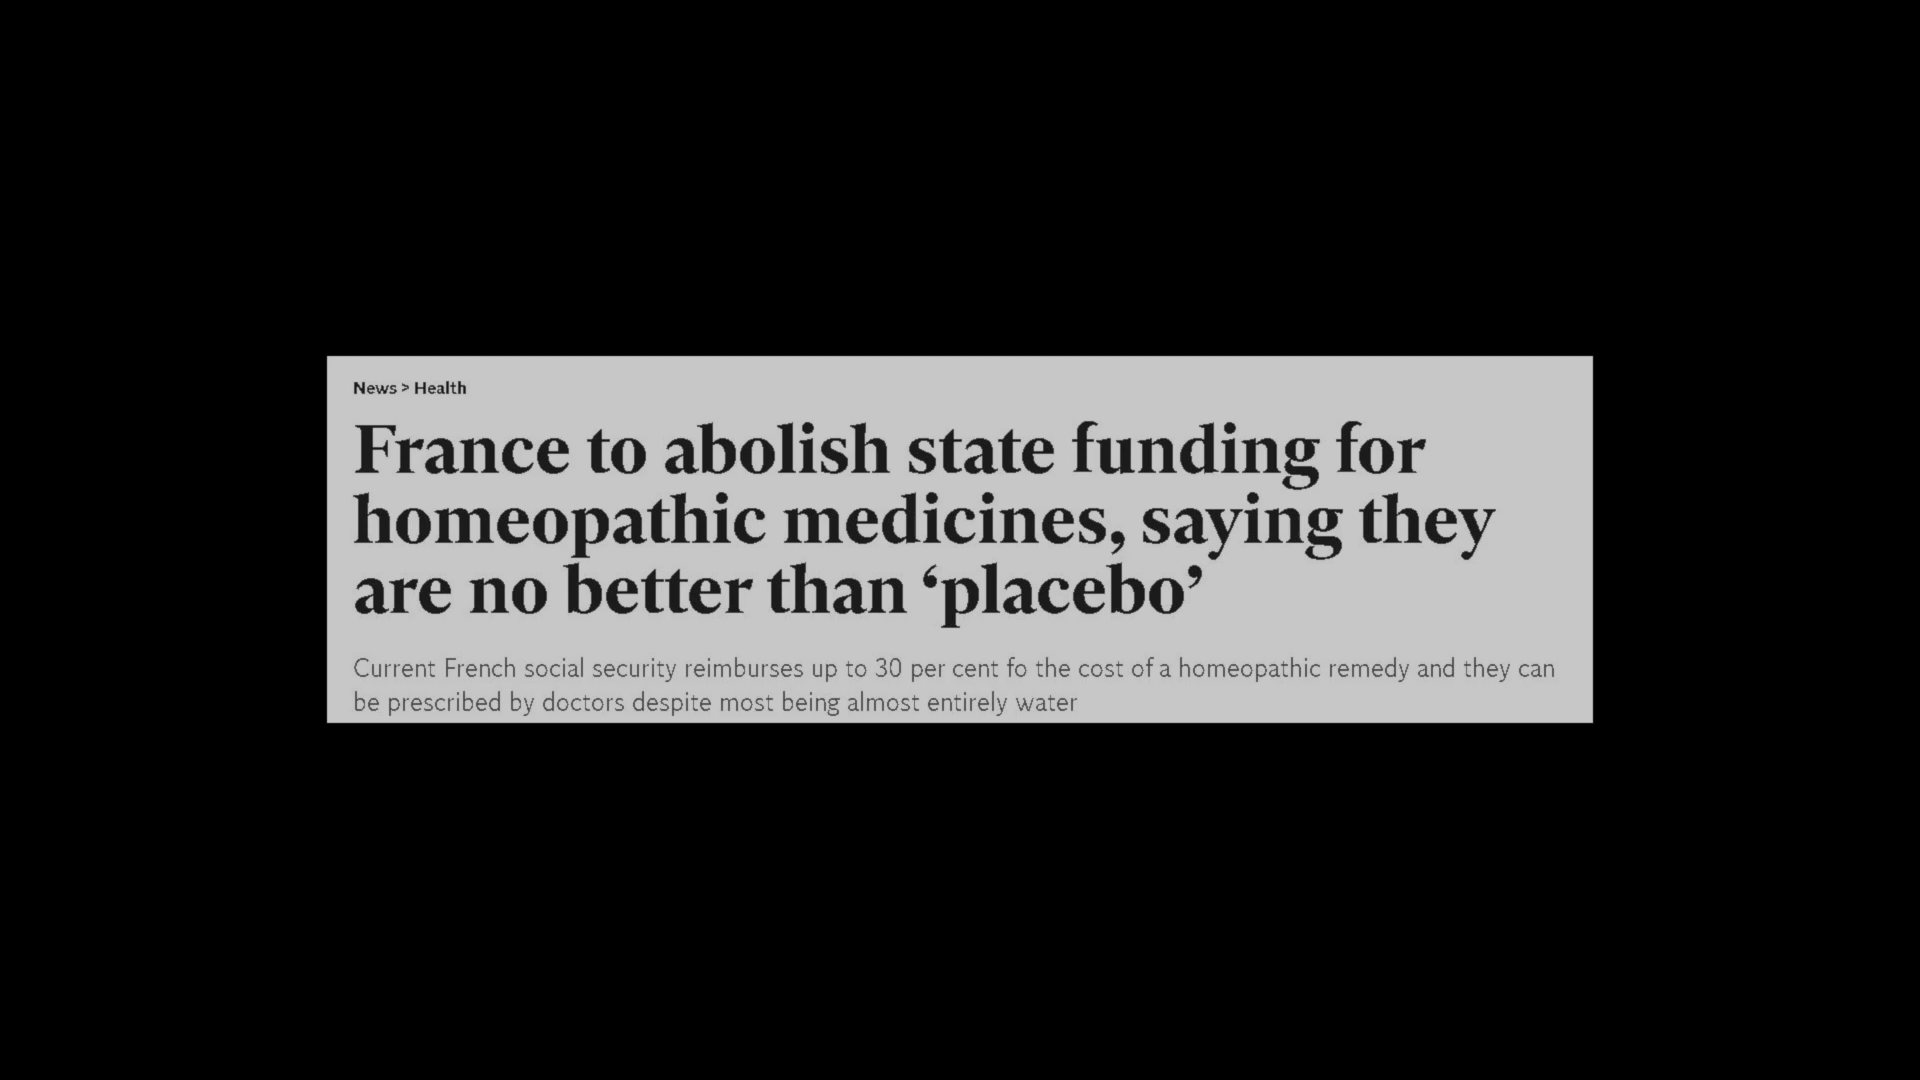 News > Health
France to abolish state funding for
homeopathic medicines, saying they
are no better than ‘placebo’
Current French social security reimburses up to 30 per cent fo the cost of a homeopathic remedy and they can
be prescribed by doctors despite most being almost entirely water